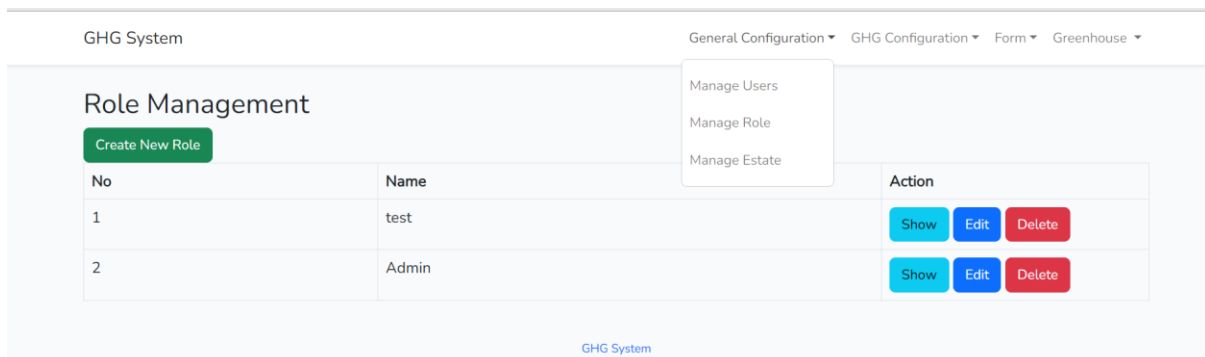 GHG System General Configuration GHG Configuration Form Greenhouse
Manage Users
Manage Role
Manage Estate
Role Management
Create New Role
No Name Action
1 test Show Edit Delete
2 Admin Show Edit Delete
GHG System